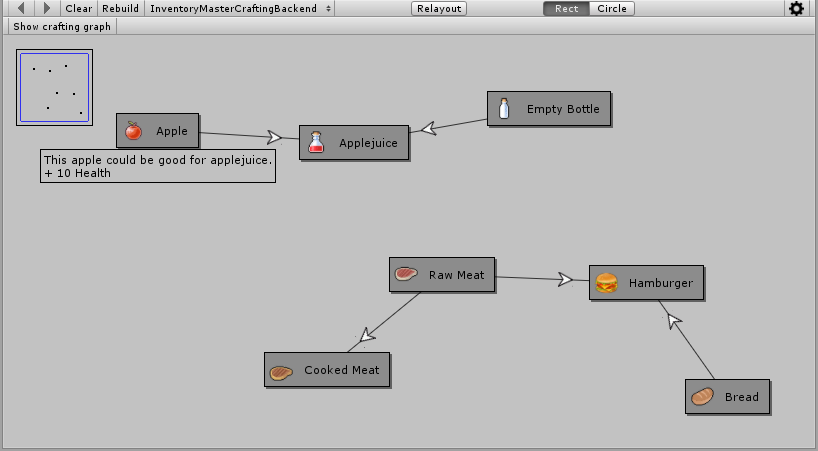 Clear Rebuild InventoryMasterCraftingBackend Relayout Rect Circle
Show crafting graph
Empty Bottle
Apple
Applejuice
This apple could be good for applejuice.
+ 10 Health
Raw Meat
Hamburger
Cooked Meat
Bread